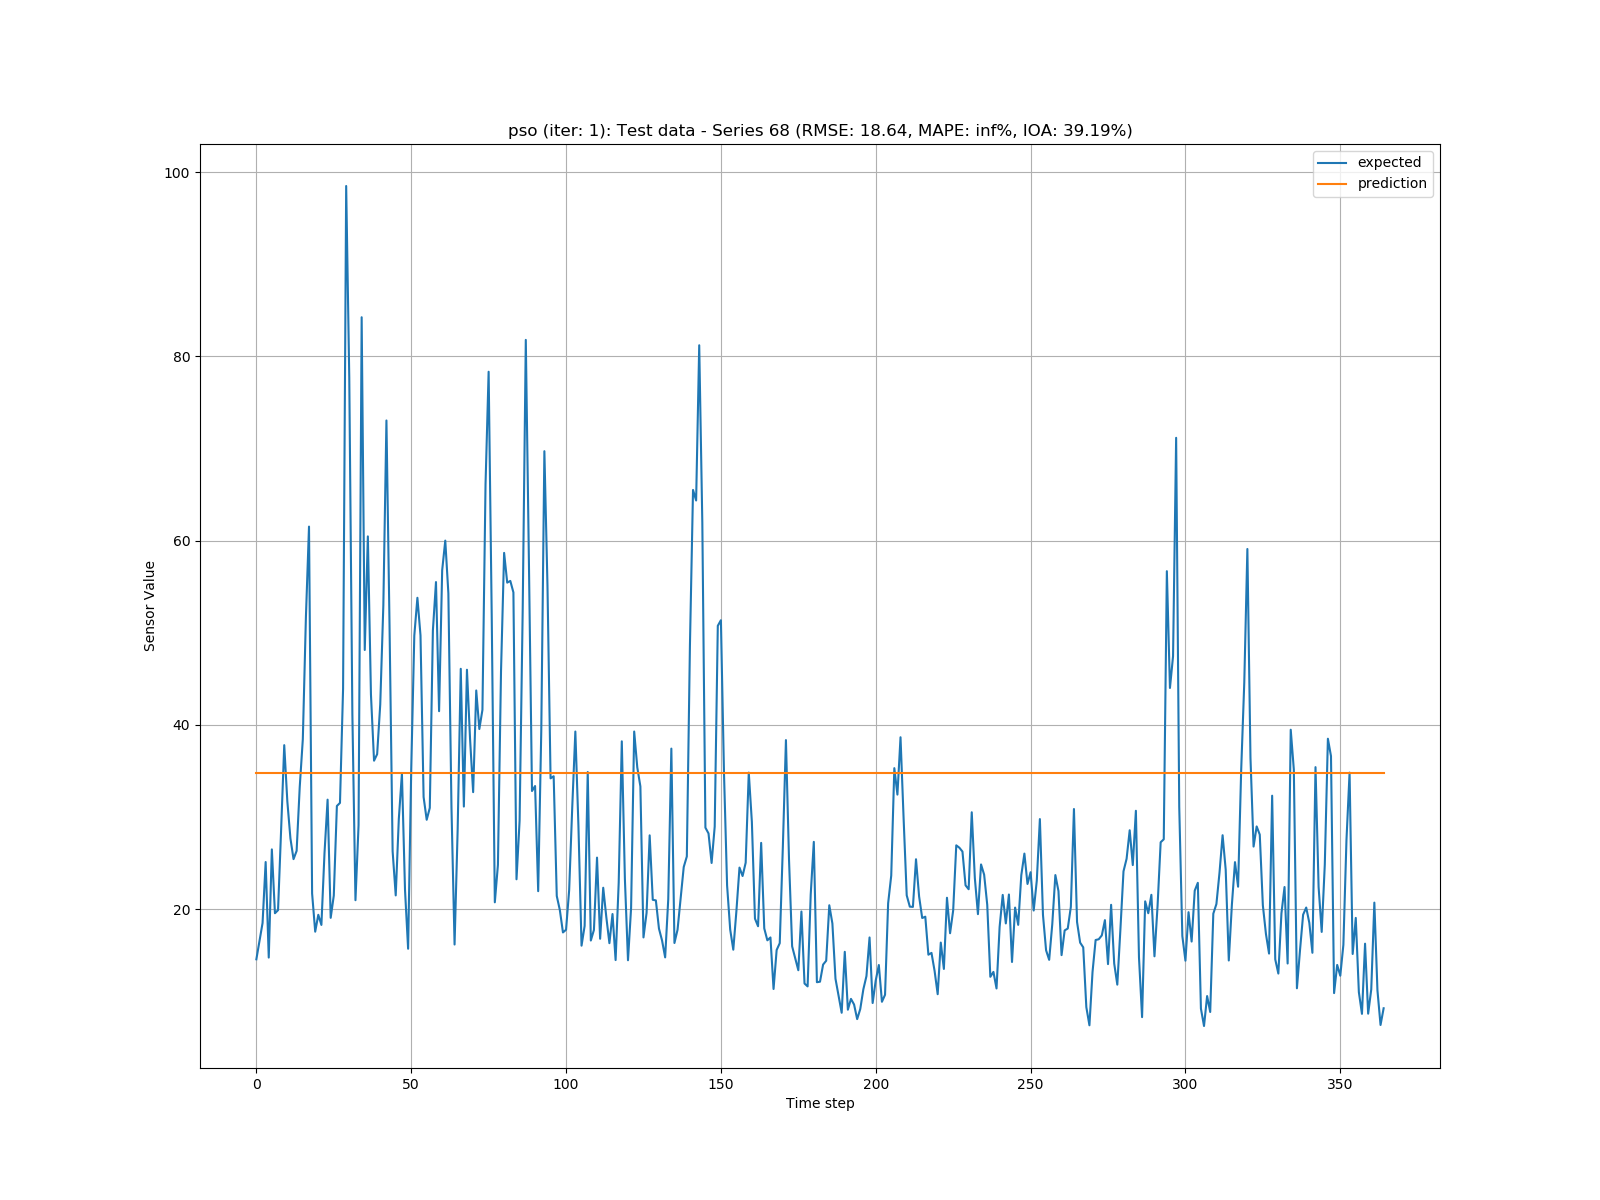 pso (iter: 1): Test data - Series 68 (RMSE: 18.64, MAPE: inf%, IOA: 39.19%)
expected
prediction
100
80
60
40
20
Sensor Value
0 50 100 150 200 250 300 350
Time step